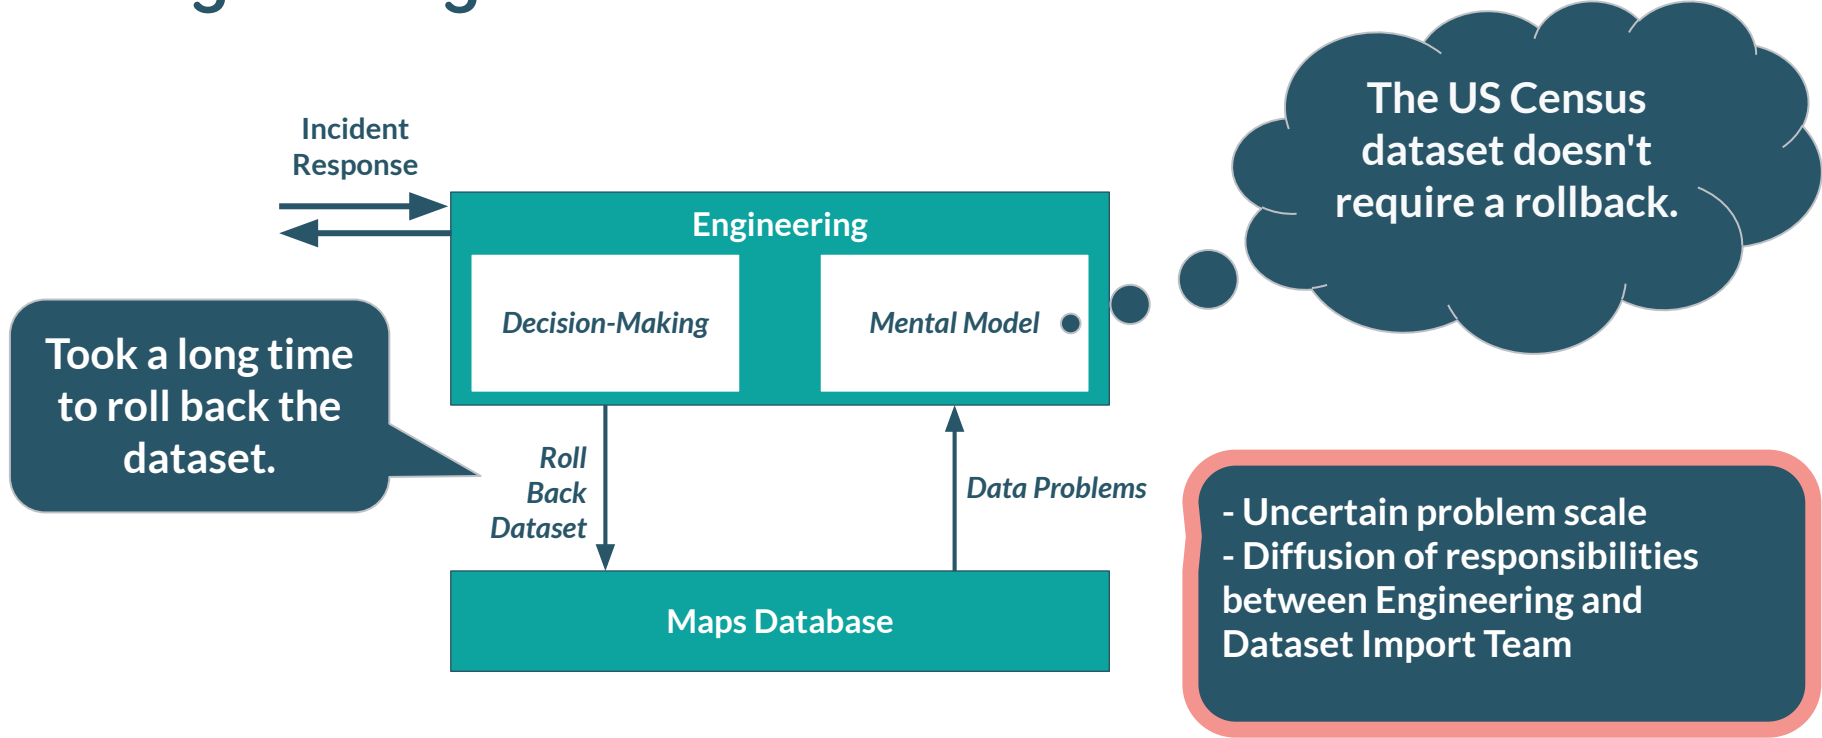 Incident
Response
Engineering
Decision-Making
Mental Model
The US Census
dataset doesn't
require a rollback.
Took a long time
to roll back the
dataset.
Roll
Back
Dataset
Data Problems
Maps Database
- Uncertain problem scale
- Diffusion of responsibilities
between Engineering and
Dataset Import Team